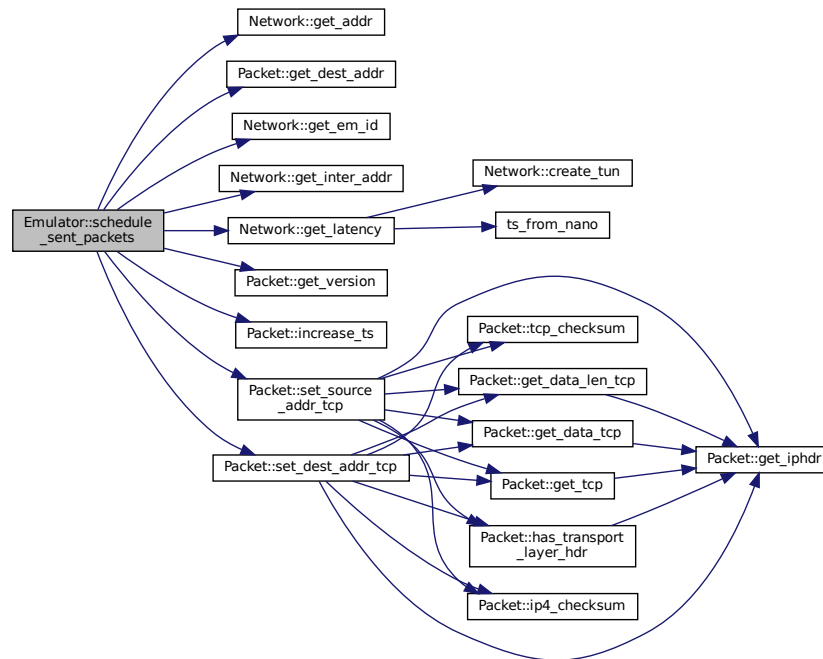 Network::get_addr
Packet::get_dest_addr
Network::get_em_id
Network::get_inter_addr
Network::create_tun
Emulator::schedule
_sent_packets
Network::get_latency
ts_from_nano
Packet::get_version
Packet::increase_ts
Packet::tcp_checksum
Packet::set_source
_addr_tcp
Packet::get_data_len_tcp
Packet::get_data_tcp
Packet::set_dest_addr_tcp
Packet::get_iphdr
Packet::get_tcp
Packet::has_transport
_layer_hdr
Packet::ip4_checksum